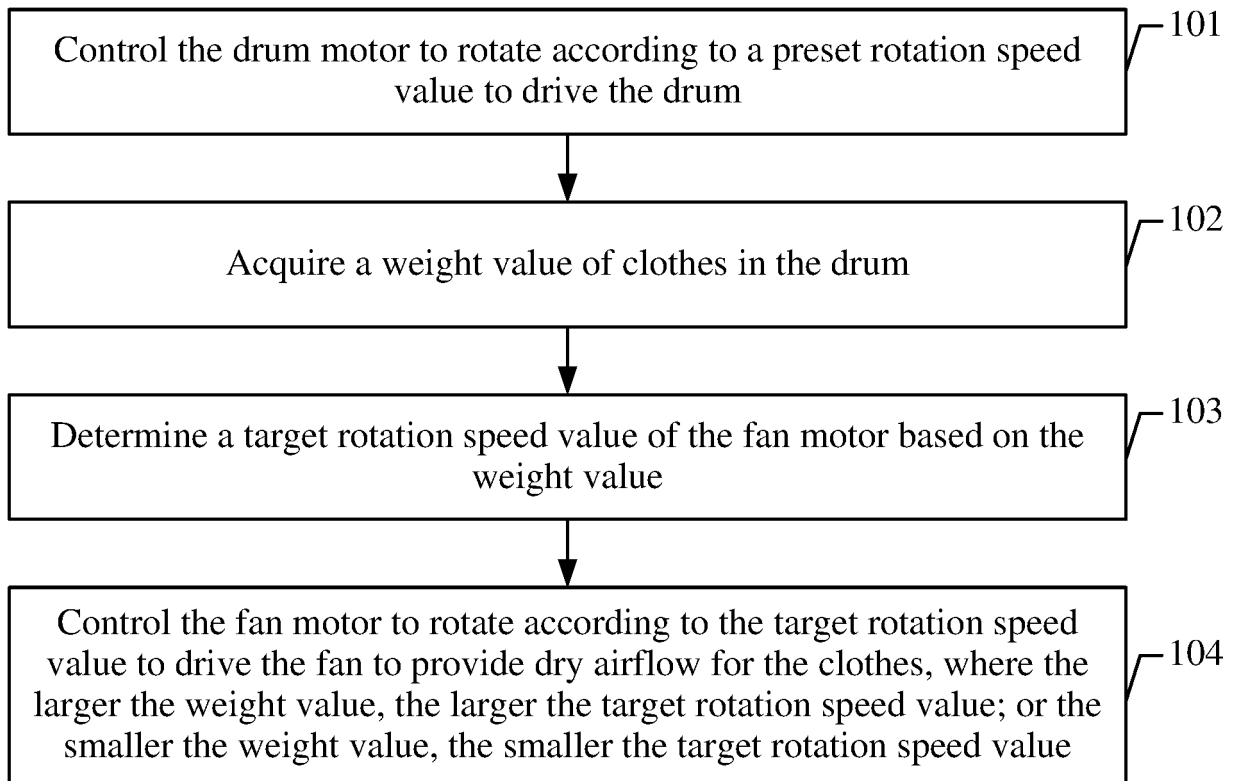 Control the drum motor to rotate according to a preset rotation speed
value to drive the drum
101
Acquire a weight value of clothes in the drum
102
Determine a target rotation speed value of the fan motor based on the
weight value
103
Control the fan motor to rotate according to the target rotation speed
value to drive the fan to provide dry airflow for the clothes, where the
larger the weight value, the larger the target rotation speed value; or the
smaller the weight value, the smaller the target rotation speed value
104